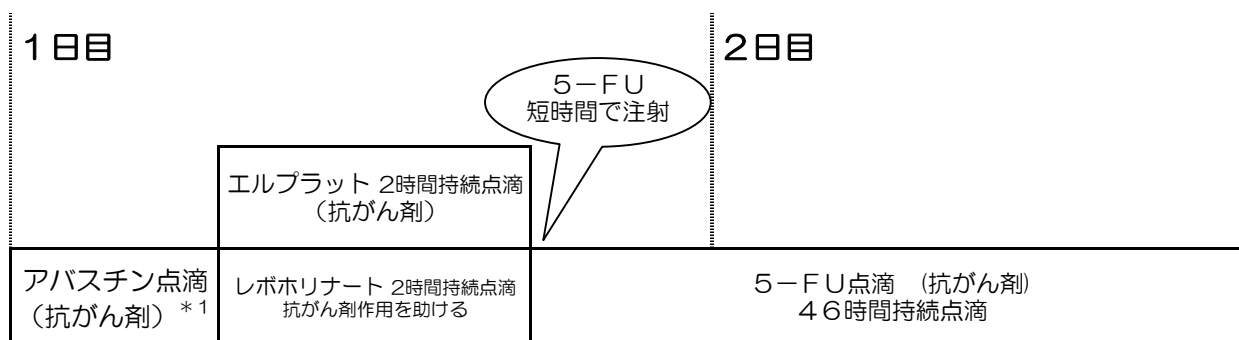 1日目
2日目
5－FU
短時間で注射
エルプラット 2時間持続点滴
（抗がん剤）
アバスチン点滴
（抗がん剤）＊1
レボホリナート 2時間持続点滴
抗がん剤作用を助ける
5－FU点滴 （抗がん剤）
46時間持続点滴